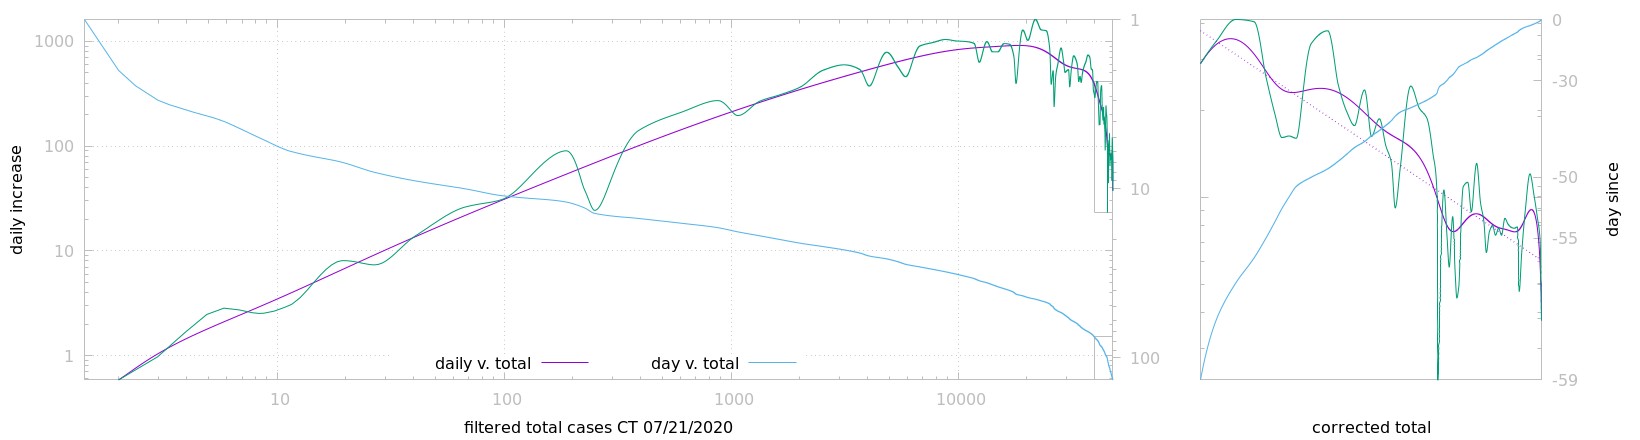 1000
100
10
1
daily increase
10
100
1000
10000
filtered total cases CT 07/21/2020
daily v. total
day v. total
1
10
100
0
-30
-50
-55
-59
day since
corrected total